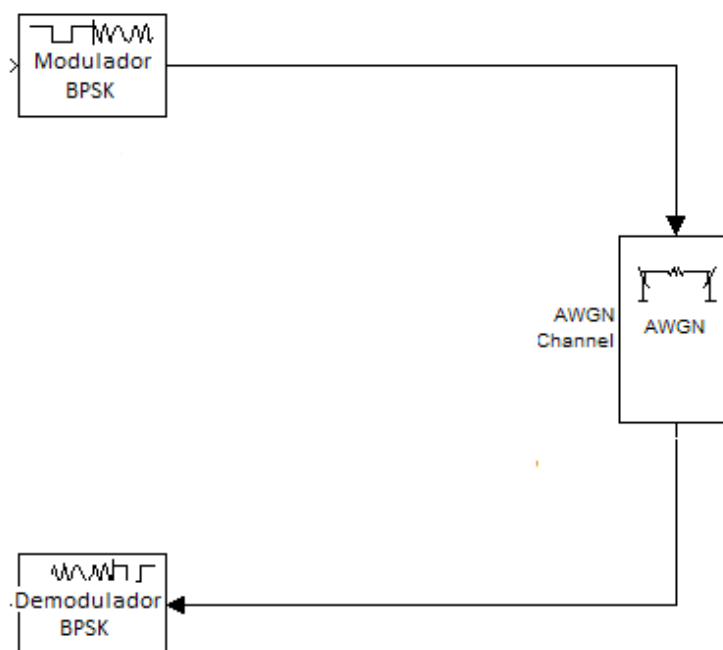 Modulador
BPSK
AWGN
Channel
AWGN
Demodulador
BPSK